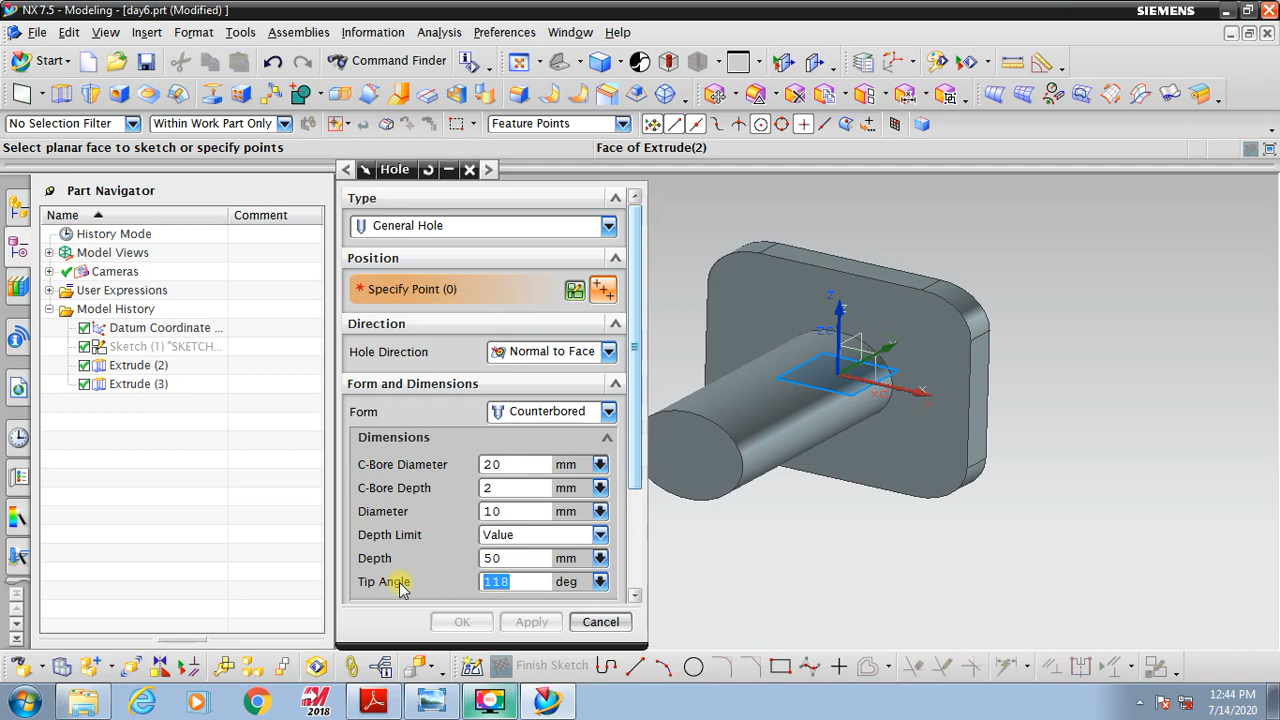 NX 7.5 - Modeling - [day6.prt (Modified) ]
SIEMENS
File Edit View Insert Format Tools Assemblies Information Analysis Preferences Window Help
Start Command Finder
No Selection Filter Within Work Part Only Feature Points
Select planar face to sketch or specify points
Face of Extrude(2)
Part Navigator
Name Comment
History Mode
Model Views
Cameras
User Expressions
Model History
Datum Coordinate ...
Sketch (1) "SKETCH...
Extrude (2)
Extrude (3)
Hole
Type
General Hole
Position
* Specify Point (0)
Direction
Hole Direction Normal to Face
Form and Dimensions
Form Counterbored
Dimensions
C-Bore Diameter 20 mm
C-Bore Depth 2 mm
Diameter 10 mm
Depth Limit Value
Depth 50 mm
Tip Angle 118 deg
OK Apply Cancel
Z
XC
Finish Sketch
2018
12:44 PM
7/14/2020